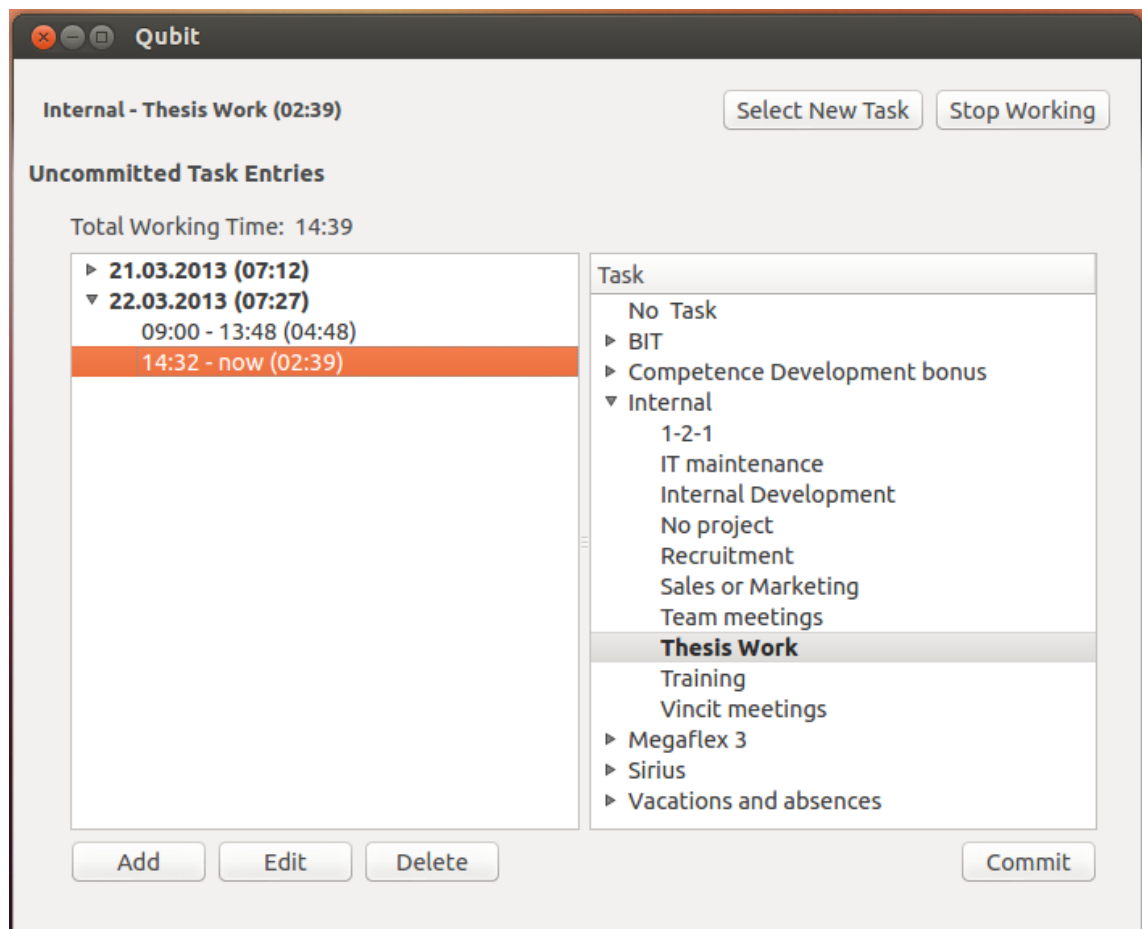 Qubit
Internal - Thesis Work (02:39)
Select New Task
Stop Working
Uncommitted Task Entries
Total Working Time: 14:39
21.03.2013 (07:12)
22.03.2013 (07:27)
09:00 - 13:48 (04:48)
14:32 - now (02:39)
Task
No Task
BIT
Competence Development bonus
Internal
1-2-1
IT maintenance
Internal Development
No project
Recruitment
Sales or Marketing
Team meetings
Thesis Work
Training
Vincit meetings
Megaflex 3
Sirius
Vacations and absences
Add
Edit
Delete
Commit